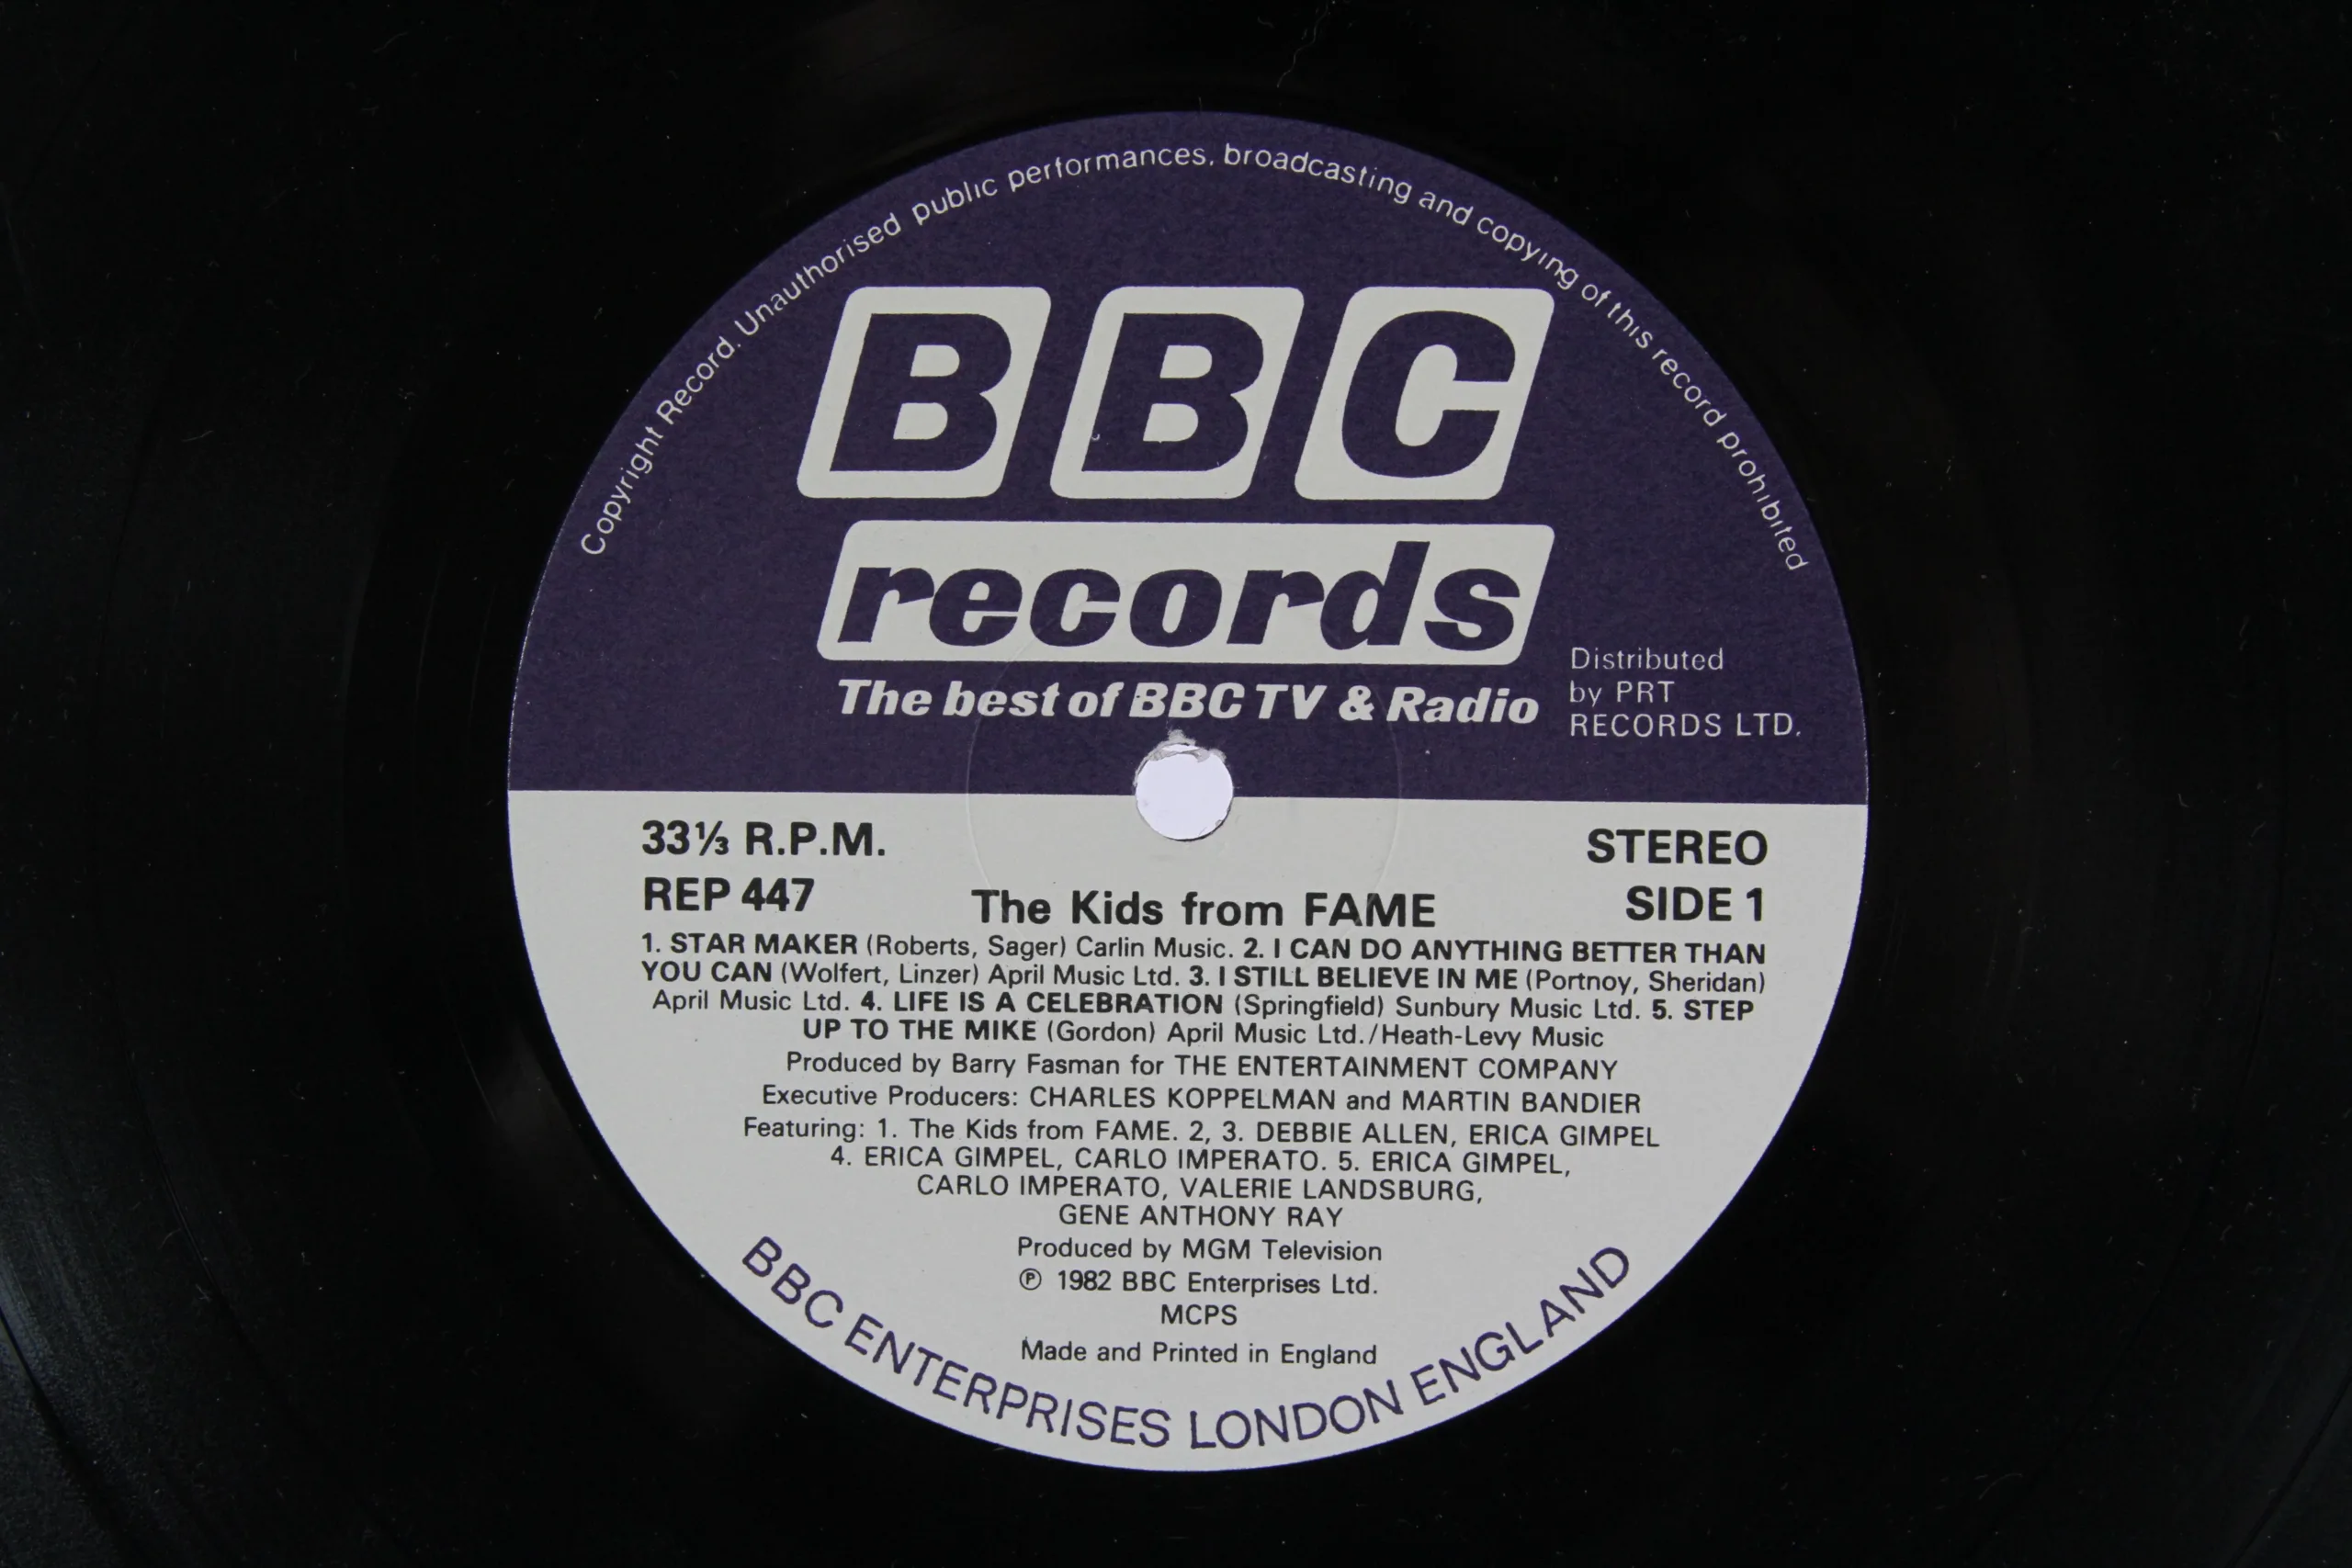 Copyright Record. Unauthorised public performances, broadcasting and copying of this record prohibited
BBC
records
The best of BBC TV & Radio
Distributed
by PRT
RECORDS LTD.
33⅓ R.P.M.
STEREO
REP 447
SIDE 1
The Kids from FAME
1. STAR MAKER (Roberts, Sager) Carlin Music. 2. I CAN DO ANYTHING BETTER THAN
YOU CAN (Wolfert, Linzer) April Music Ltd. 3. I STILL BELIEVE IN ME (Portnoy, Sheridan)
April Music Ltd. 4. LIFE IS A CELEBRATION (Springfield) Sunbury Music Ltd. 5. STEP
UP TO THE MIKE (Gordon) April Music Ltd./Heath-Levy Music
Produced by Barry Fasman for THE ENTERTAINMENT COMPANY
Executive Producers: CHARLES KOPPELMAN and MARTIN BANDIER
Featuring: 1. The Kids from FAME. 2, 3. DEBBIE ALLEN, ERICA GIMPEL
4. ERICA GIMPEL, CARLO IMPERATO. 5. ERICA GIMPEL,
CARLO IMPERATO, VALERIE LANDSBURG,
GENE ANTHONY RAY
Produced by MGM Television
℗ 1982 BBC Enterprises Ltd.
MCPS
Made and Printed in England
BBC ENTERPRISES LONDON ENGLAND